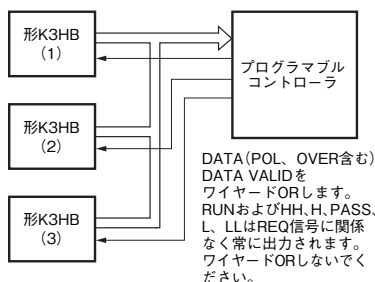 形K3HB
(1)
形K3HB
(2)
形K3HB
(3)
プログラマブル
コントローラ
DATA(POL、OVER含む)
DATA VALIDを
ワイヤードORします。
RUNおよびHH、H、PASS、
L、LLはREQ信号に関係
なく常に出力されます。
ワイヤードORしないでく
ださい。